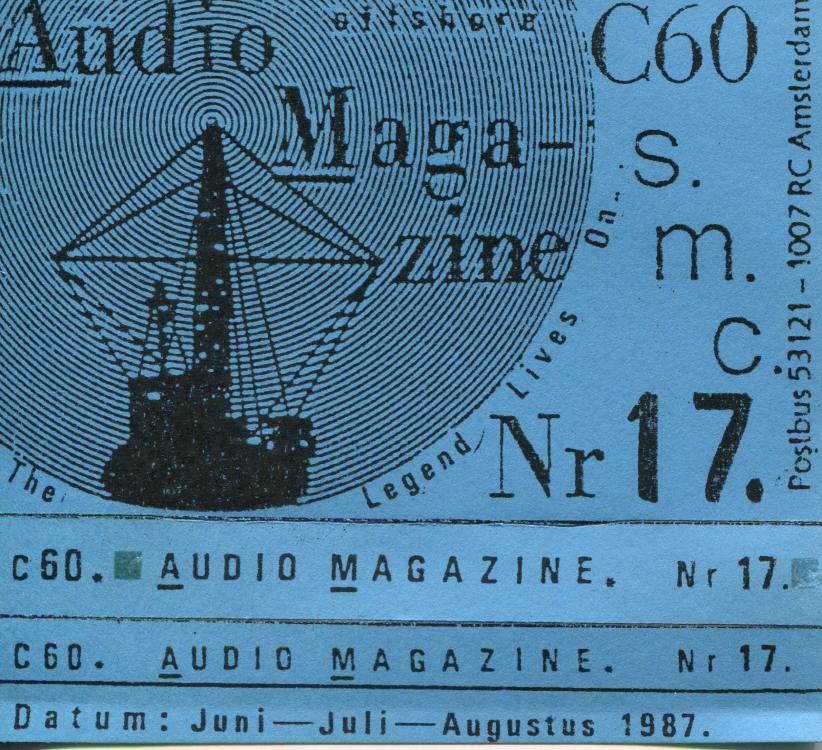 offshore
Audio
Maga-
zine
The Legend Lives On..
C60
s.
m.
c.
Nr 17.
Postbus 53121 – 1007 RC Amsterdam
c60. AUDIO MAGAZINE. Nr 17.
C60. AUDIO MAGAZINE. Nr 17.
Datum: Juni—Juli—Augustus 1987.